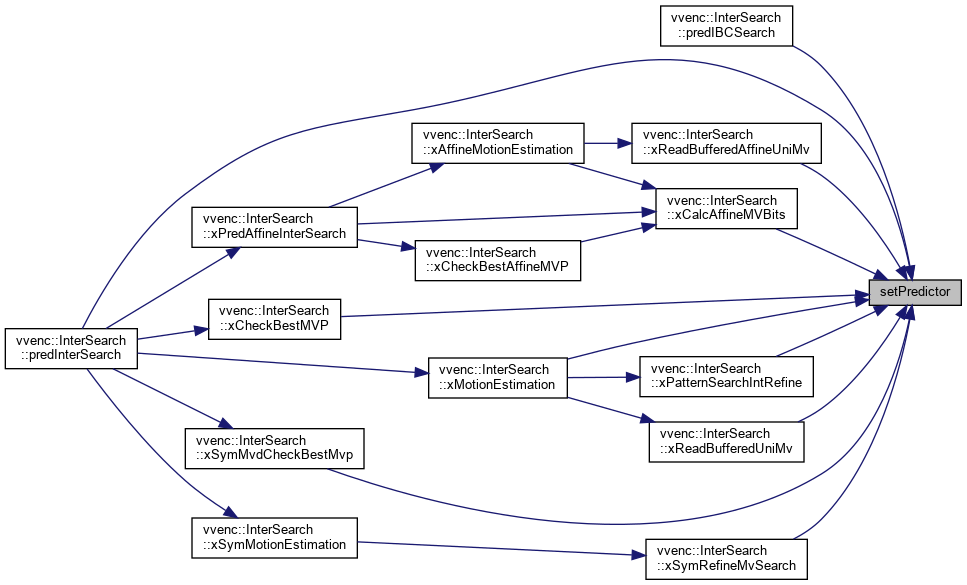 vvenc::InterSearch
::predIBCSearch
vvenc::InterSearch
::xAffineMotionEstimation
vvenc::InterSearch
::xReadBufferedAffineUniMv
vvenc::InterSearch
::xCalcAffineMVBits
vvenc::InterSearch
::xPredAffineInterSearch
vvenc::InterSearch
::xCheckBestAffineMVP
setPredictor
vvenc::InterSearch
::xCheckBestMVP
vvenc::InterSearch
::predInterSearch
vvenc::InterSearch
::xMotionEstimation
vvenc::InterSearch
::xPatternSearchIntRefine
vvenc::InterSearch
::xReadBufferedUniMv
vvenc::InterSearch
::xSymMvdCheckBestMvp
vvenc::InterSearch
::xSymMotionEstimation
vvenc::InterSearch
::xSymRefineMvSearch